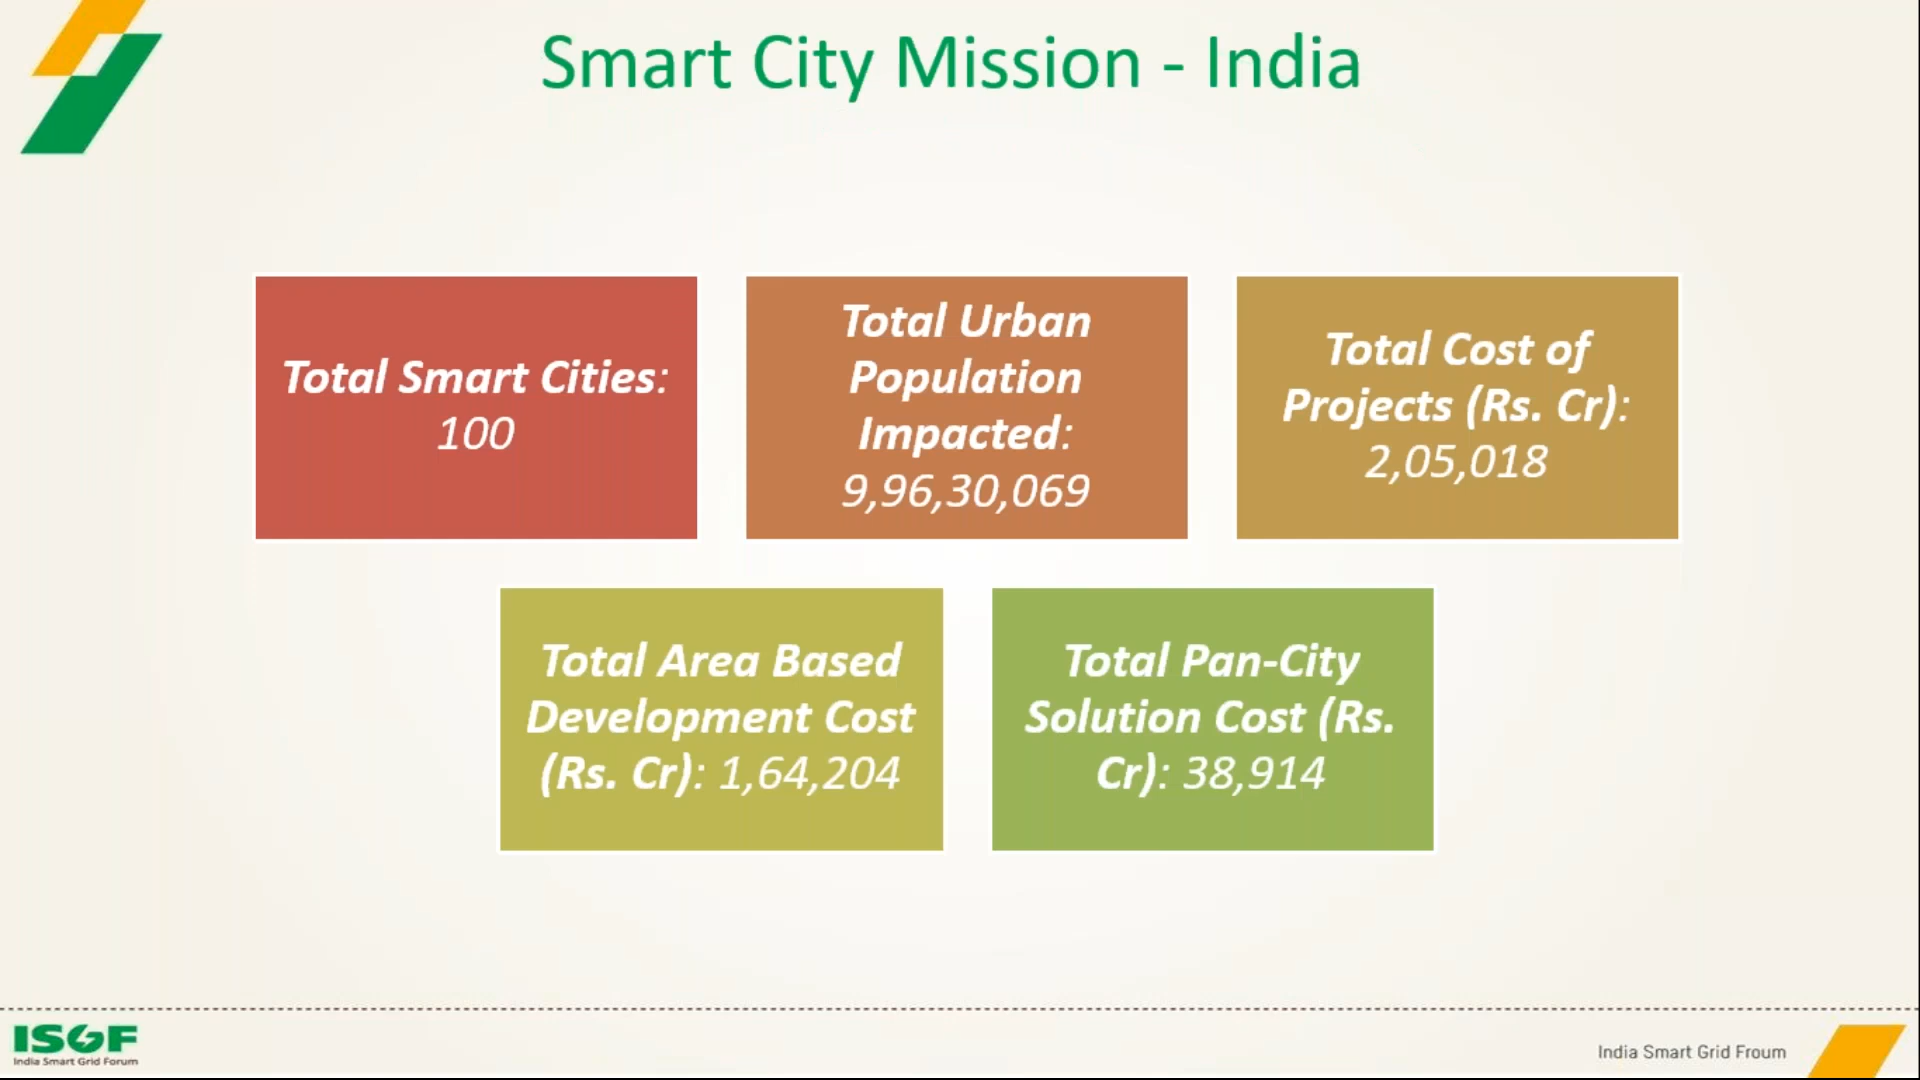 Smart City Mission - India
Total Smart Cities:
100
Total Urban
Population
Impacted:
9,96,30,069
Total Cost of
Projects (Rs. Cr):
2,05,018
Total Area Based
Development Cost
(Rs. Cr): 1,64,204
Total Pan-City
Solution Cost (Rs.
Cr): 38,914
ISGF
India Smart Grid Forum
India Smart Grid Froum